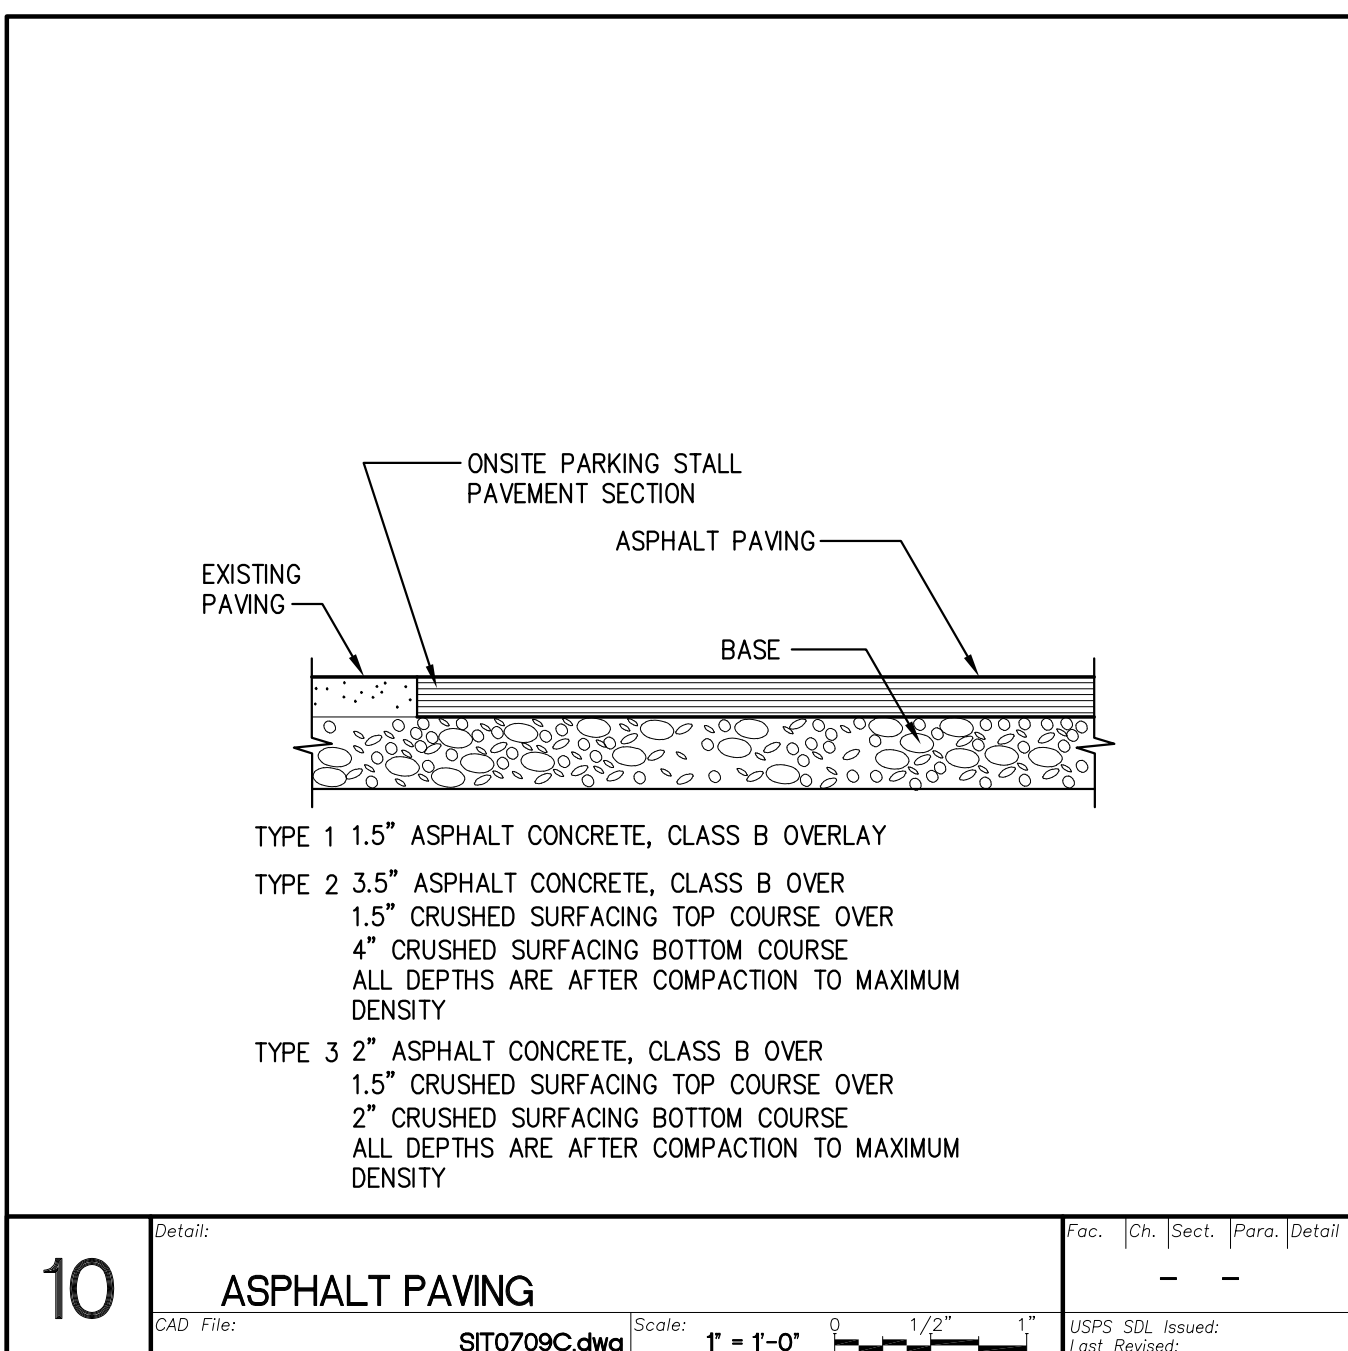 ONSITE PARKING STALL
PAVEMENT SECTION
ASPHALT PAVING
EXISTING
PAVING
BASE
TYPE 1 1.5” ASPHALT CONCRETE, CLASS B OVERLAY
TYPE 2 3.5” ASPHALT CONCRETE, CLASS B OVER
1.5” CRUSHED SURFACING TOP COURSE OVER
4” CRUSHED SURFACING BOTTOM COURSE
ALL DEPTHS ARE AFTER COMPACTION TO MAXIMUM
DENSITY
TYPE 3 2” ASPHALT CONCRETE, CLASS B OVER
1.5” CRUSHED SURFACING TOP COURSE OVER
2” CRUSHED SURFACING BOTTOM COURSE
ALL DEPTHS ARE AFTER COMPACTION TO MAXIMUM
DENSITY
10
Detail:
ASPHALT PAVING
Fac. Ch. Sect. Para. Detail
– –
CAD File:
SIT0709C.dwg
Scale:
1" = 1'-0"
0 1/2" 1"
USPS SDL Issued:
Last Revised: